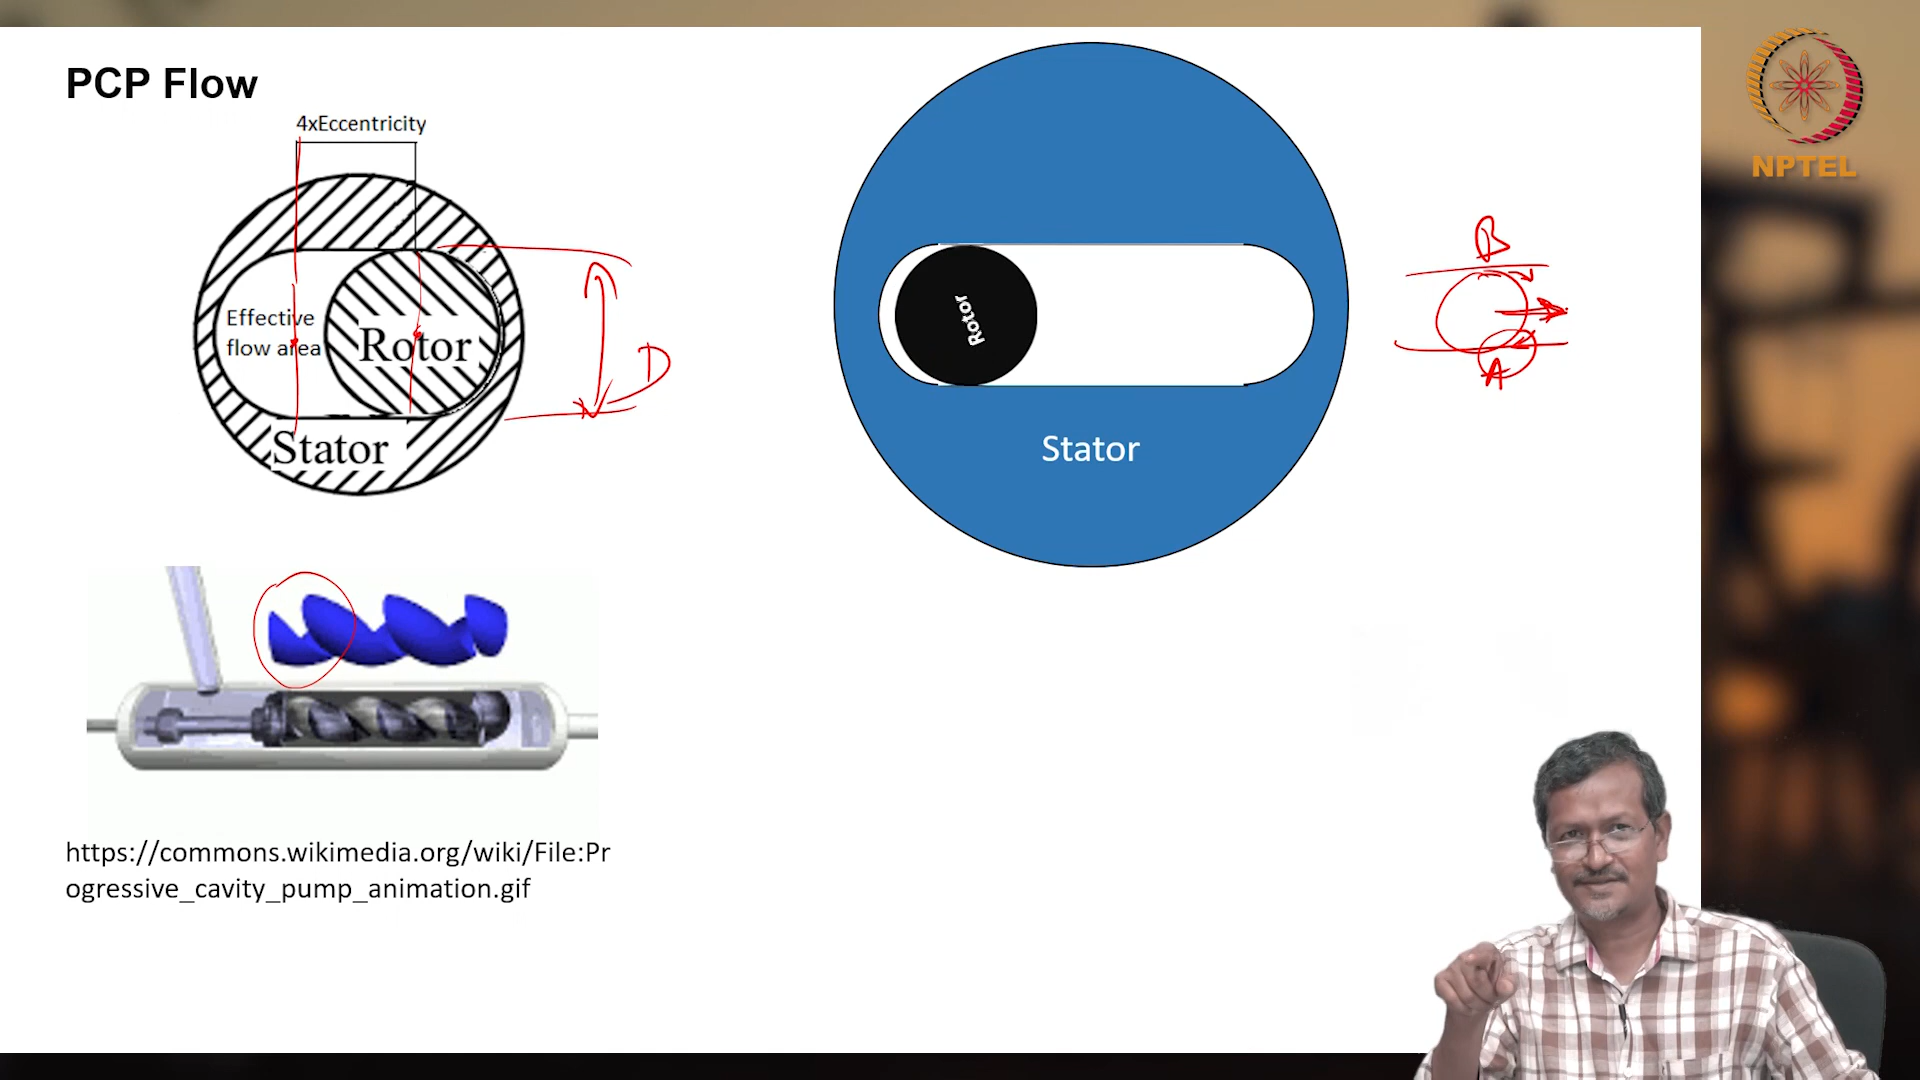 PCP Flow
4xEccentricity
Effective
flow area
Rotor
Stator
D
Rotor
Stator
B
A
NPTEL
https://commons.wikimedia.org/wiki/File:Pr
ogressive_cavity_pump_animation.gif